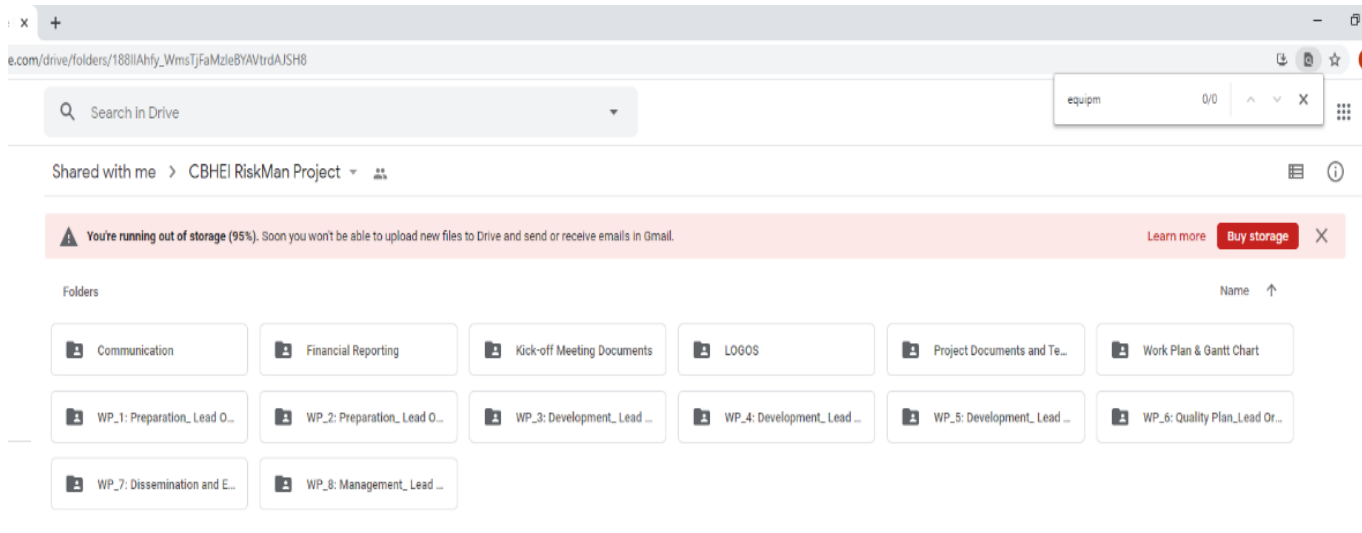 e.com/drive/folders/188IIAhfy_WmsTjFaMzleBYAVtrdAJSH8
equipm 0/0
Search in Drive
Shared with me > CBHEI RiskMan Project
You're running out of storage (95%). Soon you won't be able to upload new files to Drive and send or receive emails in Gmail. Learn more Buy storage
Folders Name
Communication Financial Reporting Kick-off Meeting Documents LOGOS Project Documents and Te... Work Plan & Gantt Chart
WP_1: Preparation_ Lead O... WP_2: Preparation_ Lead O... WP_3: Development_ Lead ... WP_4: Development_ Lead ... WP_5: Development_ Lead ... WP_6: Quality Plan_Lead Or...
WP_7: Dissemination and E... WP_8: Management_ Lead ...